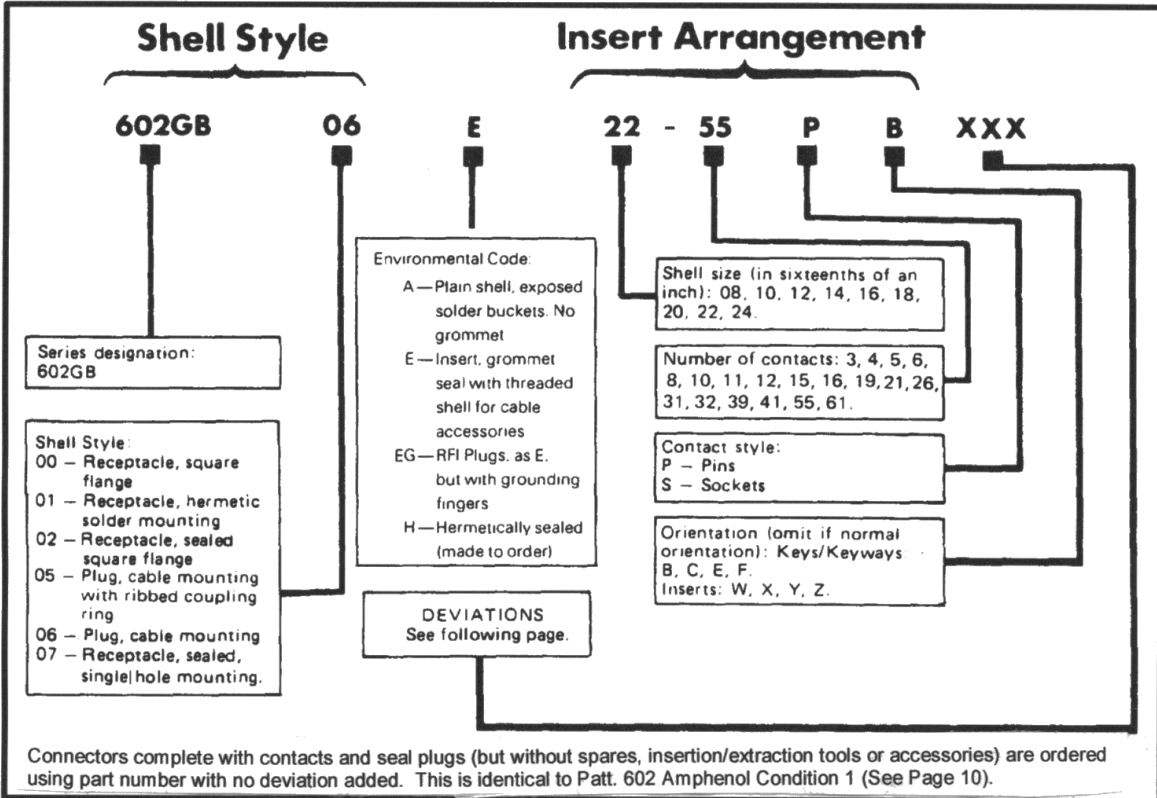 Shell Style
Insert Arrangement
602GB 06 E 22 - 55 P B XXX
Series designation:
602GB
Shell Style:
00 — Receptacle, square
flange
01 — Receptacle, hermetic
solder mounting
02 — Receptacle, sealed
square flange
05 — Plug, cable mounting
with ribbed coupling
ring
06 — Plug, cable mounting
07 — Receptacle, sealed,
single hole mounting.
Environmental Code:
A — Plain shell, exposed
solder buckets. No
grommet
E — Insert, grommet
seal with threaded
shell for cable
accessories
EG — RFI Plugs. as E.
but with grounding
fingers
H — Hermetically sealed
(made to order)
DEVIATIONS
See following page.
Shell size (in sixteenths of an
inch): 08, 10, 12, 14, 16, 18,
20, 22, 24.
Number of contacts: 3, 4, 5, 6,
8, 10, 11, 12, 15, 16, 19, 21, 26,
31, 32, 39, 41, 55, 61.
Contact style:
P — Pins
S — Sockets
Orientation (omit if normal
orientation): Keys/Keyways
B, C, E, F.
Inserts: W, X, Y, Z.
Connectors complete with contacts and seal plugs (but without spares, insertion/extraction tools or accessories) are ordered
using part number with no deviation added. This is identical to Patt. 602 Amphenol Condition 1 (See Page 10).